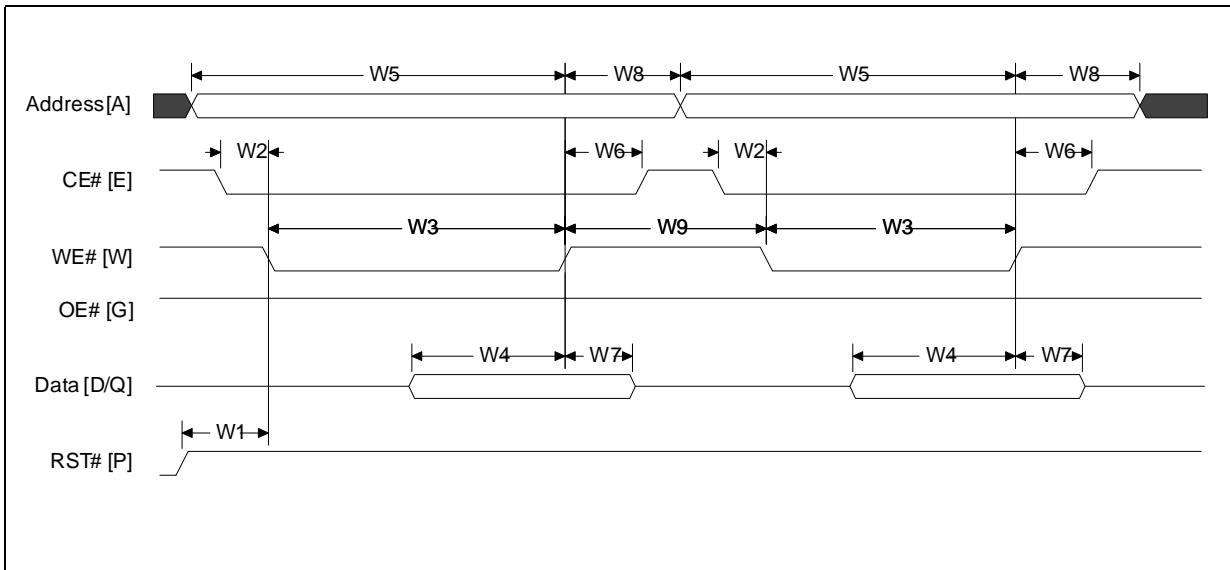 W5 W8 W5 W8
Address [A]
W2 W6 W2 W6
CE# [E]
W3 W9 W3
WE# [W]
OE# [G]
W4 W7 W4 W7
Data [D/Q]
W1
RST# [P]